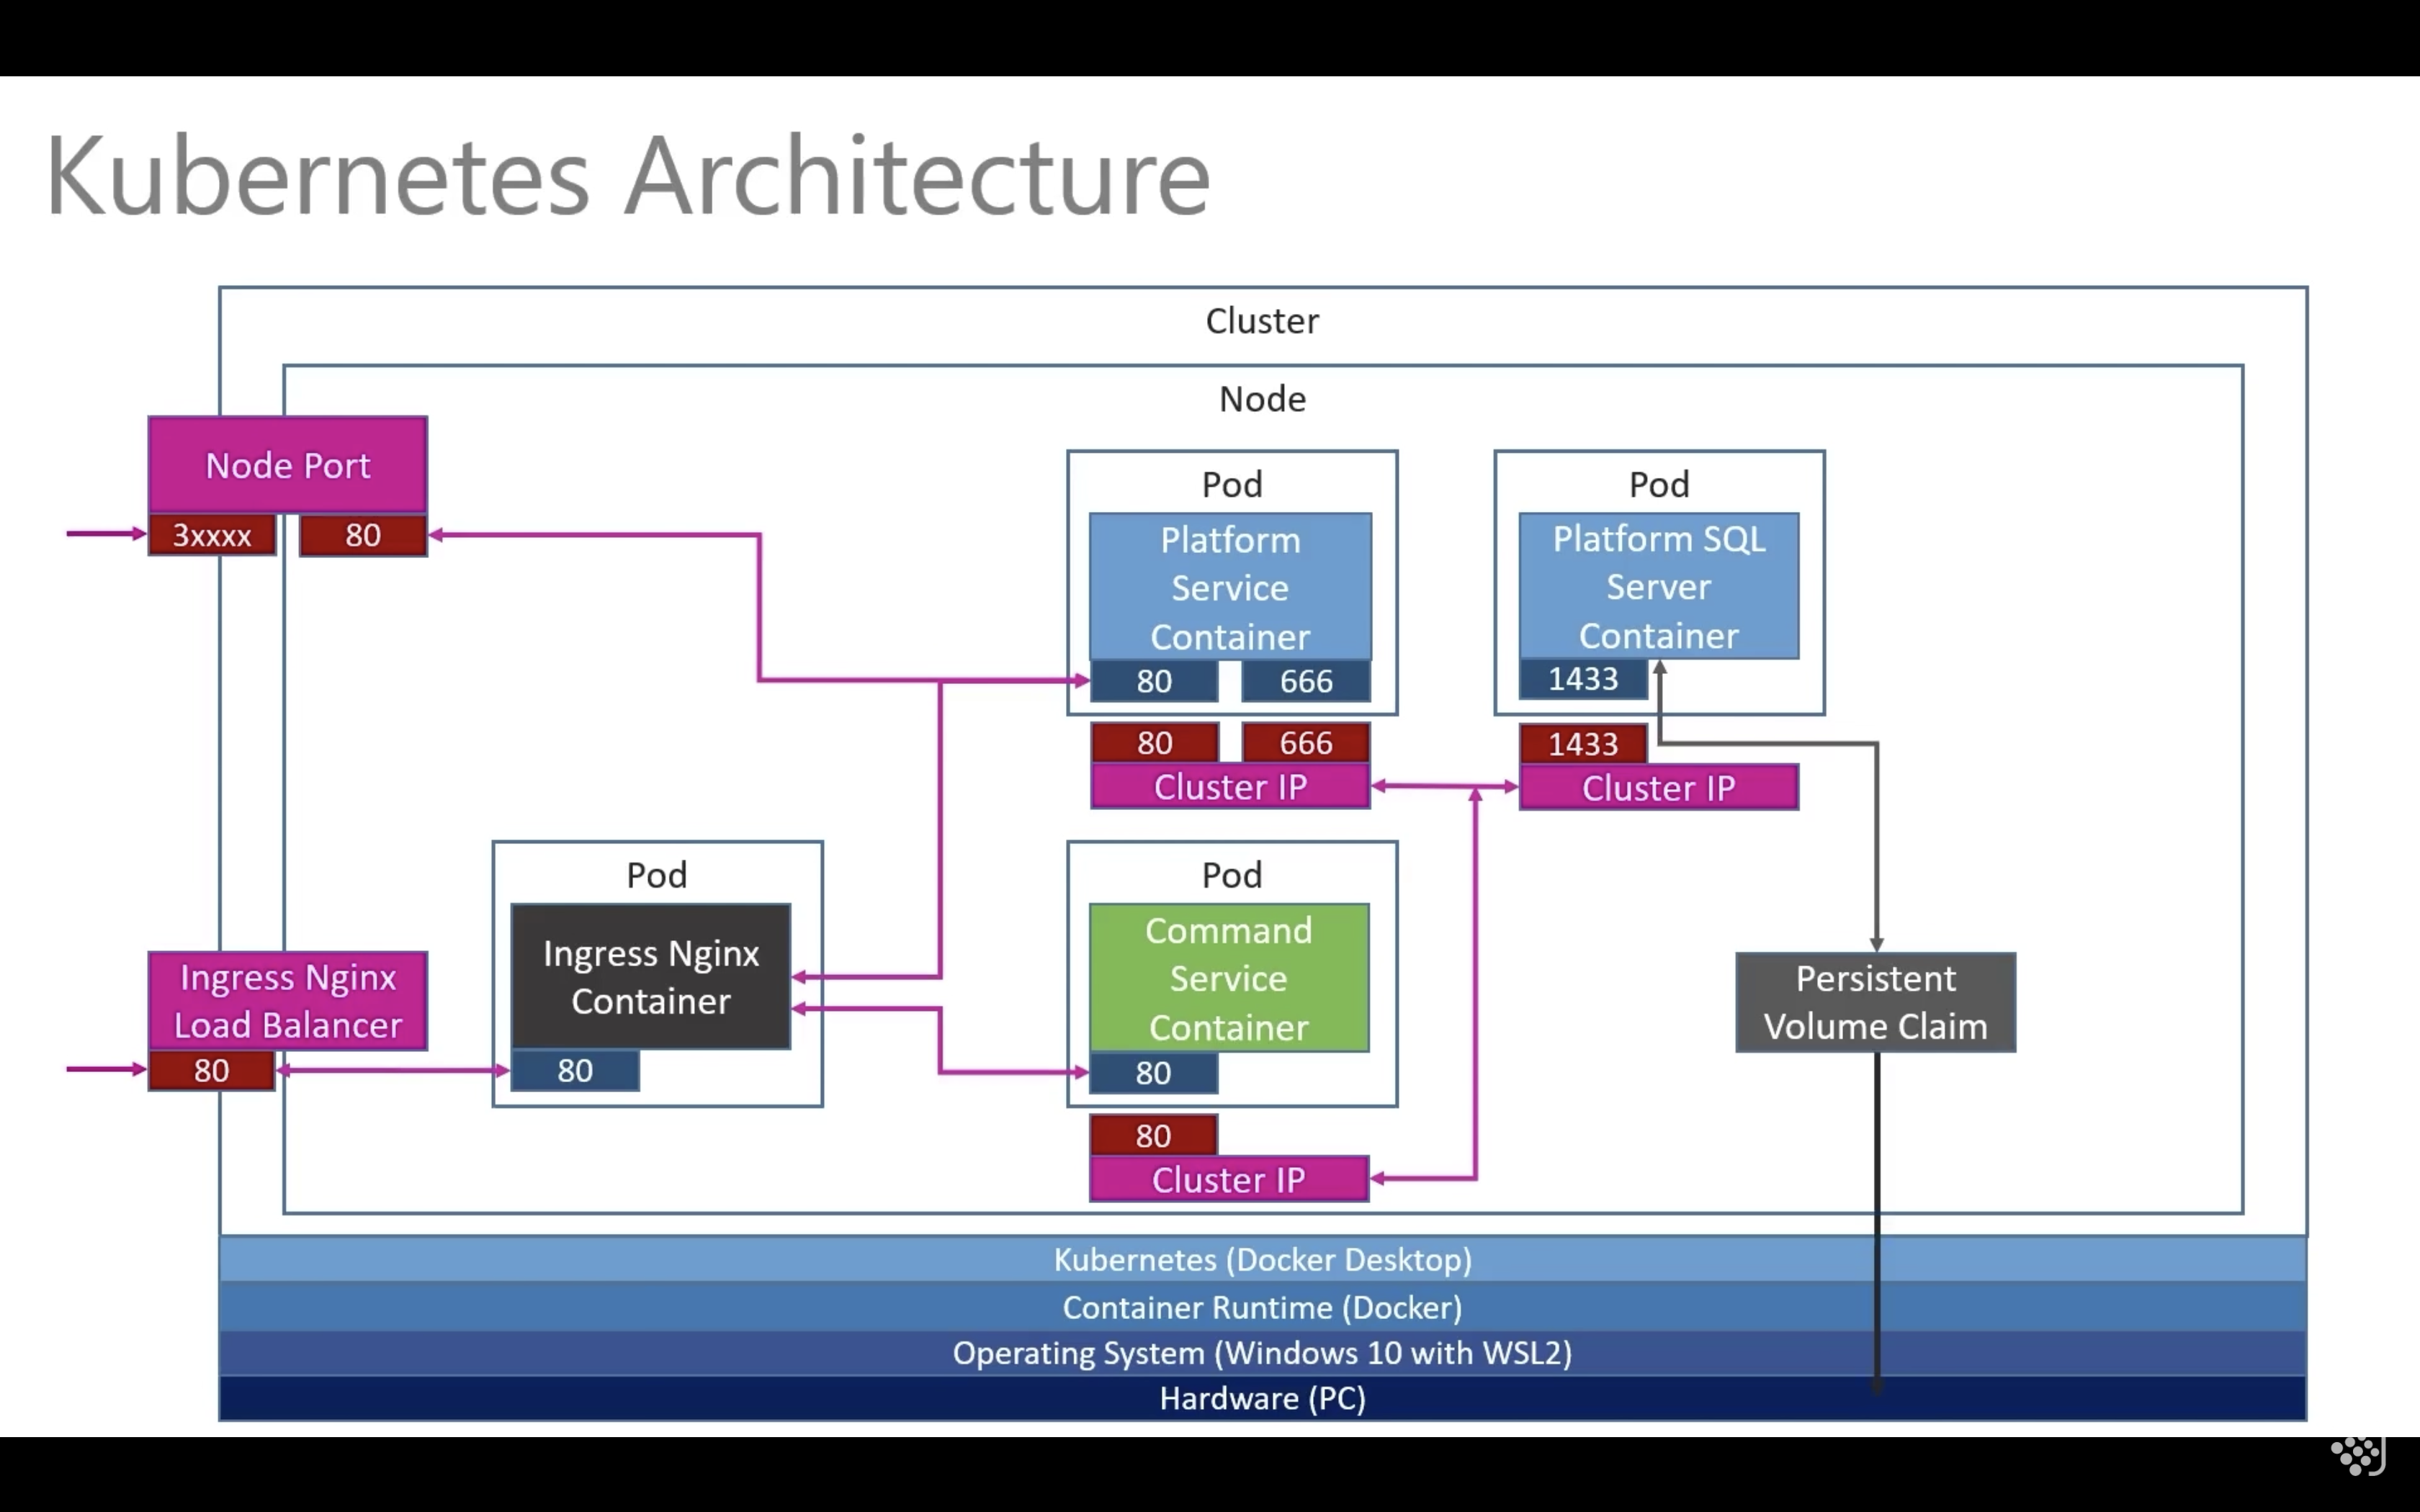 Kubernetes Architecture
Cluster
Node
Node Port
3xxxx
80
Pod
Platform
Service
Container
80
666
80
666
Cluster IP
Pod
Platform SQL
Server
Container
1433
1433
Cluster IP
Ingress Nginx
Load Balancer
80
Pod
Ingress Nginx
Container
80
Pod
Command
Service
Container
80
80
Cluster IP
Persistent
Volume Claim
Kubernetes (Docker Desktop)
Container Runtime (Docker)
Operating System (Windows 10 with WSL2)
Hardware (PC)